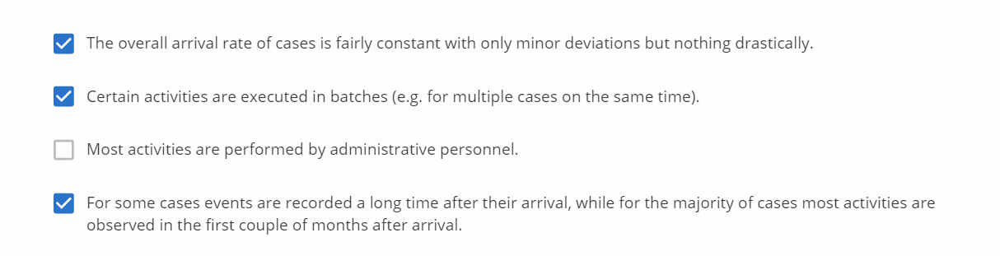 The overall arrival rate of cases is fairly constant with only minor deviations but nothing drastically.
Certain activities are executed in batches (e.g. for multiple cases on the same time).
Most activities are performed by administrative personnel.
For some cases events are recorded a long time after their arrival, while for the majority of cases most activities are
observed in the first couple of months after arrival.